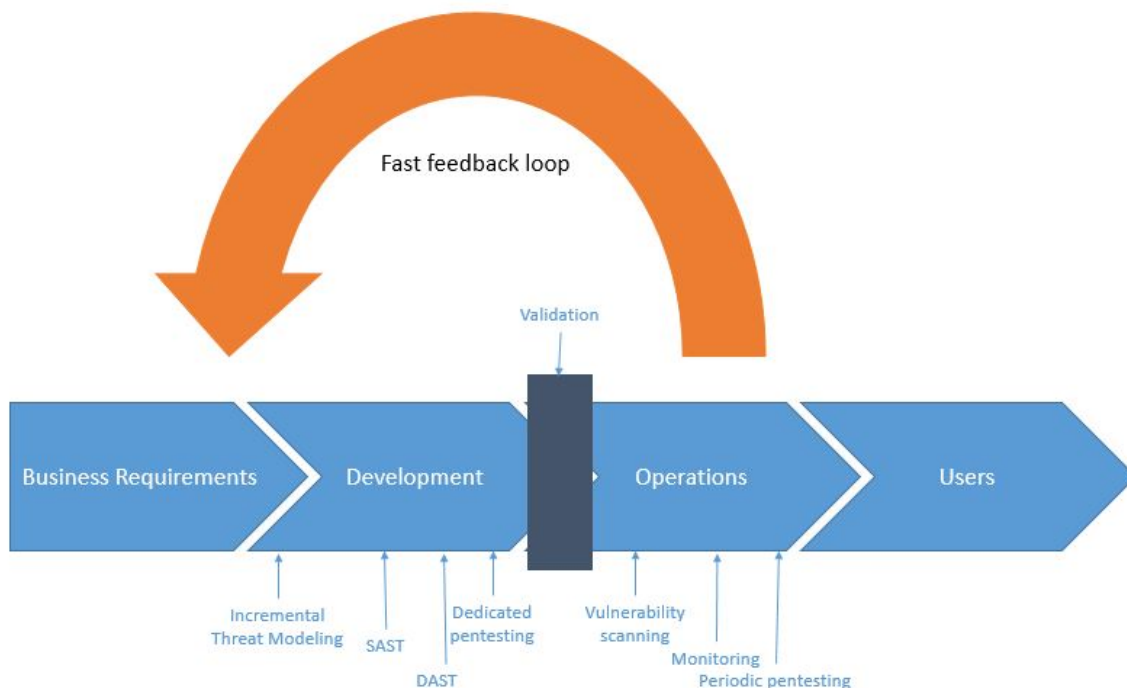 Fast feedback loop
Validation
Business Requirements
Development
Operations
Users
Incremental
Threat Modeling
SAST
DAST
Dedicated
pentesting
Vulnerability
scanning
Monitoring
Periodic pentesting